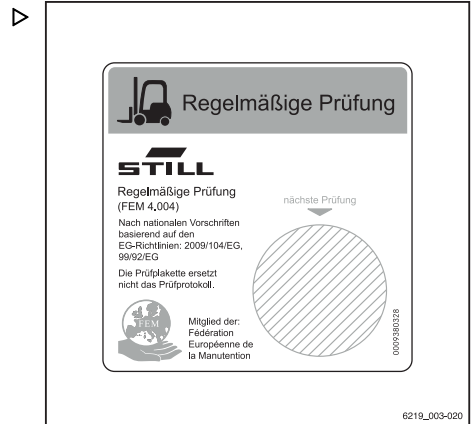 Regelmäßige Prüfung
STILL
Regelmäßige Prüfung
(FEM 4.004)
Nach nationalen Vorschriften
basierend auf den
EG-Richtlinien: 2009/104/EG,
99/92/EG
Die Prüfplakette ersetzt
nicht das Prüfprotokoll.
FEM
Mitglied der:
Fédération
Européenne de
la Manutention
nächste Prüfung
0009380328
6219_003-020